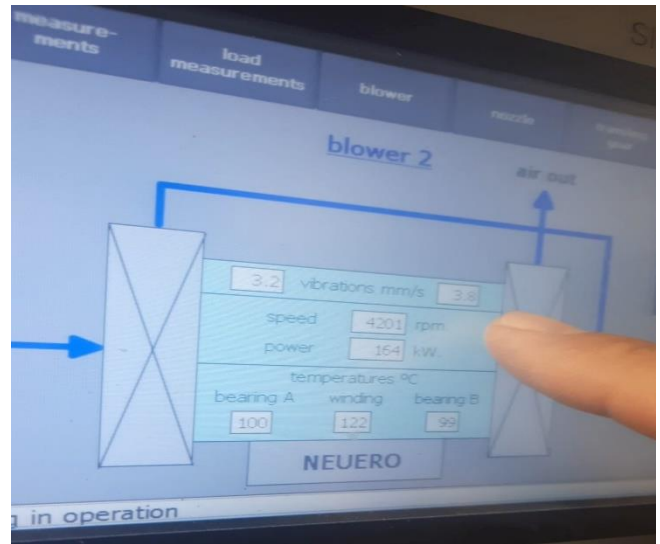 measure-
ments
load
measurements
blower
nozzle
SI
blower 2
air out
3.2 vibrations mm/s 3.8
speed 4201 rpm
power 164 kW.
temperatures ºC
bearing A winding bearing B
100 122 99
NEUERO
g in operation